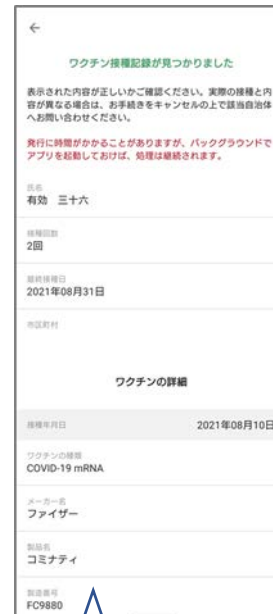 ワクチン接種記録が見つかりました
表示された内容が正しいかご確認ください。実際の接種と内
容が異なる場合は、お手続きをキャンセルの上で該当自治体
へお問い合わせください。
発行に時間がかかることがありますが、バックグラウンドで
アプリを起動しておけば、処理は継続されます。
氏名
有効 三十六
接種回数
2回
最終接種日
2021年08月31日
市区町村
ワクチンの詳細
接種年月日 2021年08月10日
ワクチンの種類
COVID-19 mRNA
メーカー名
ファイザー
製品名
コミナティ
製造番号
FC9880